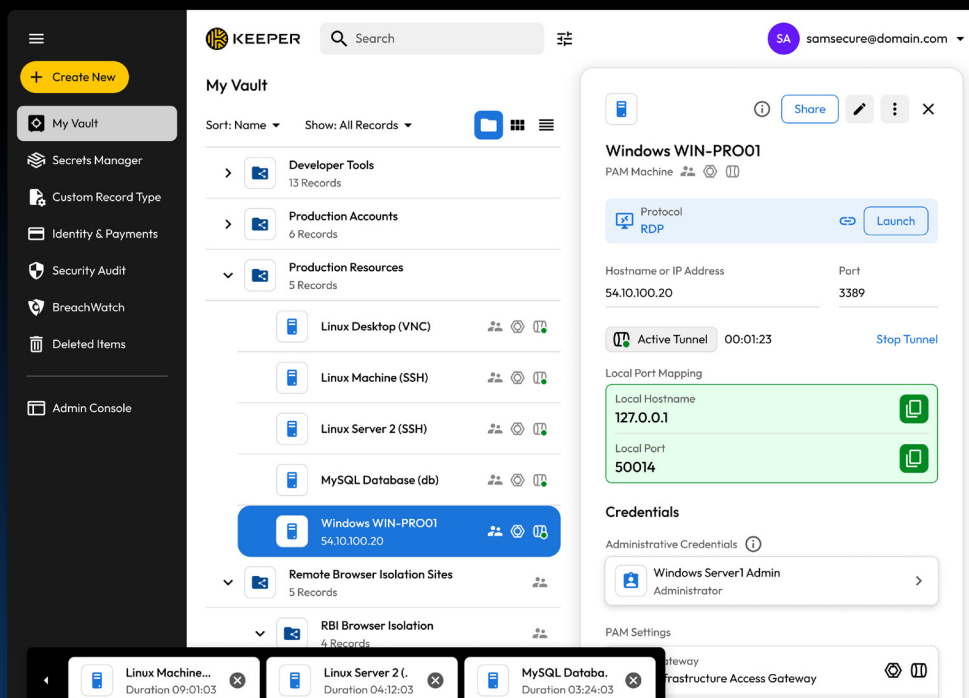 KEEPER
Search
SA
samsecure@domain.com
Create New
My Vault
Secrets Manager
Custom Record Type
Identity & Payments
Security Audit
BreachWatch
Deleted Items
Admin Console
My Vault
Sort: Name
Show: All Records
Developer Tools
13 Records
Production Accounts
6 Records
Production Resources
5 Records
Linux Desktop (VNC)
Linux Machine (SSH)
Linux Server 2 (SSH)
MySQL Database (db)
Windows WIN-PRO01
54.10.100.20
Remote Browser Isolation Sites
5 Records
RBI Browser Isolation
4 Records
Share
Windows WIN-PRO01
PAM Machine
Protocol
RDP
Launch
Hostname or IP Address
Port
54.10.100.20
3389
Active Tunnel
00:01:23
Stop Tunnel
Local Port Mapping
Local Hostname
127.0.0.1
Local Port
50014
Credentials
Administrative Credentials
Windows Server1 Admin
Administrator
PAM Settings
Access Gateway
Linux Machine...
Duration 09:01:03
Linux Server 2 (.
Duration 04:12:03
MySQL Databa.
Duration 03:24:03